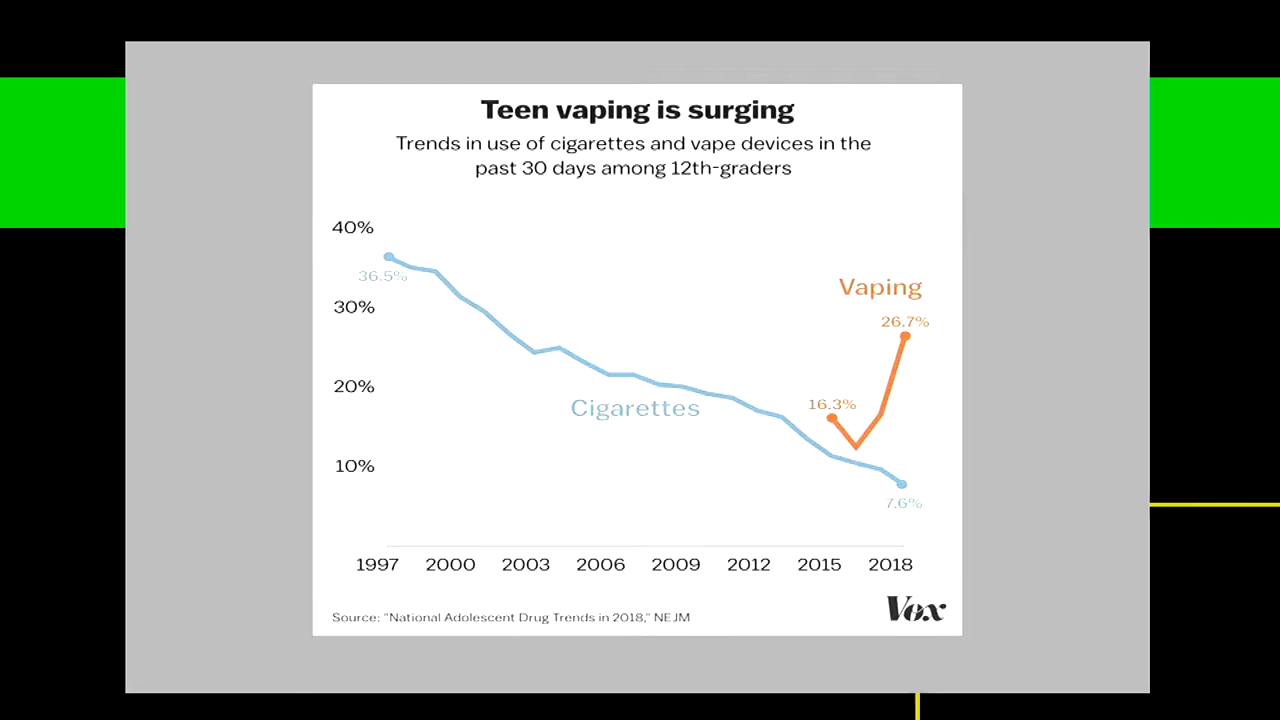 Teen vaping is surging
Trends in use of cigarettes and vape devices in the
past 30 days among 12th-graders
40%
36.5%
Vaping
30%
26.7%
20%
16.3%
Cigarettes
10%
7.6%
1997 2000 2003 2006 2009 2012 2015 2018
Source: "National Adolescent Drug Trends in 2018," NEJM
Vox